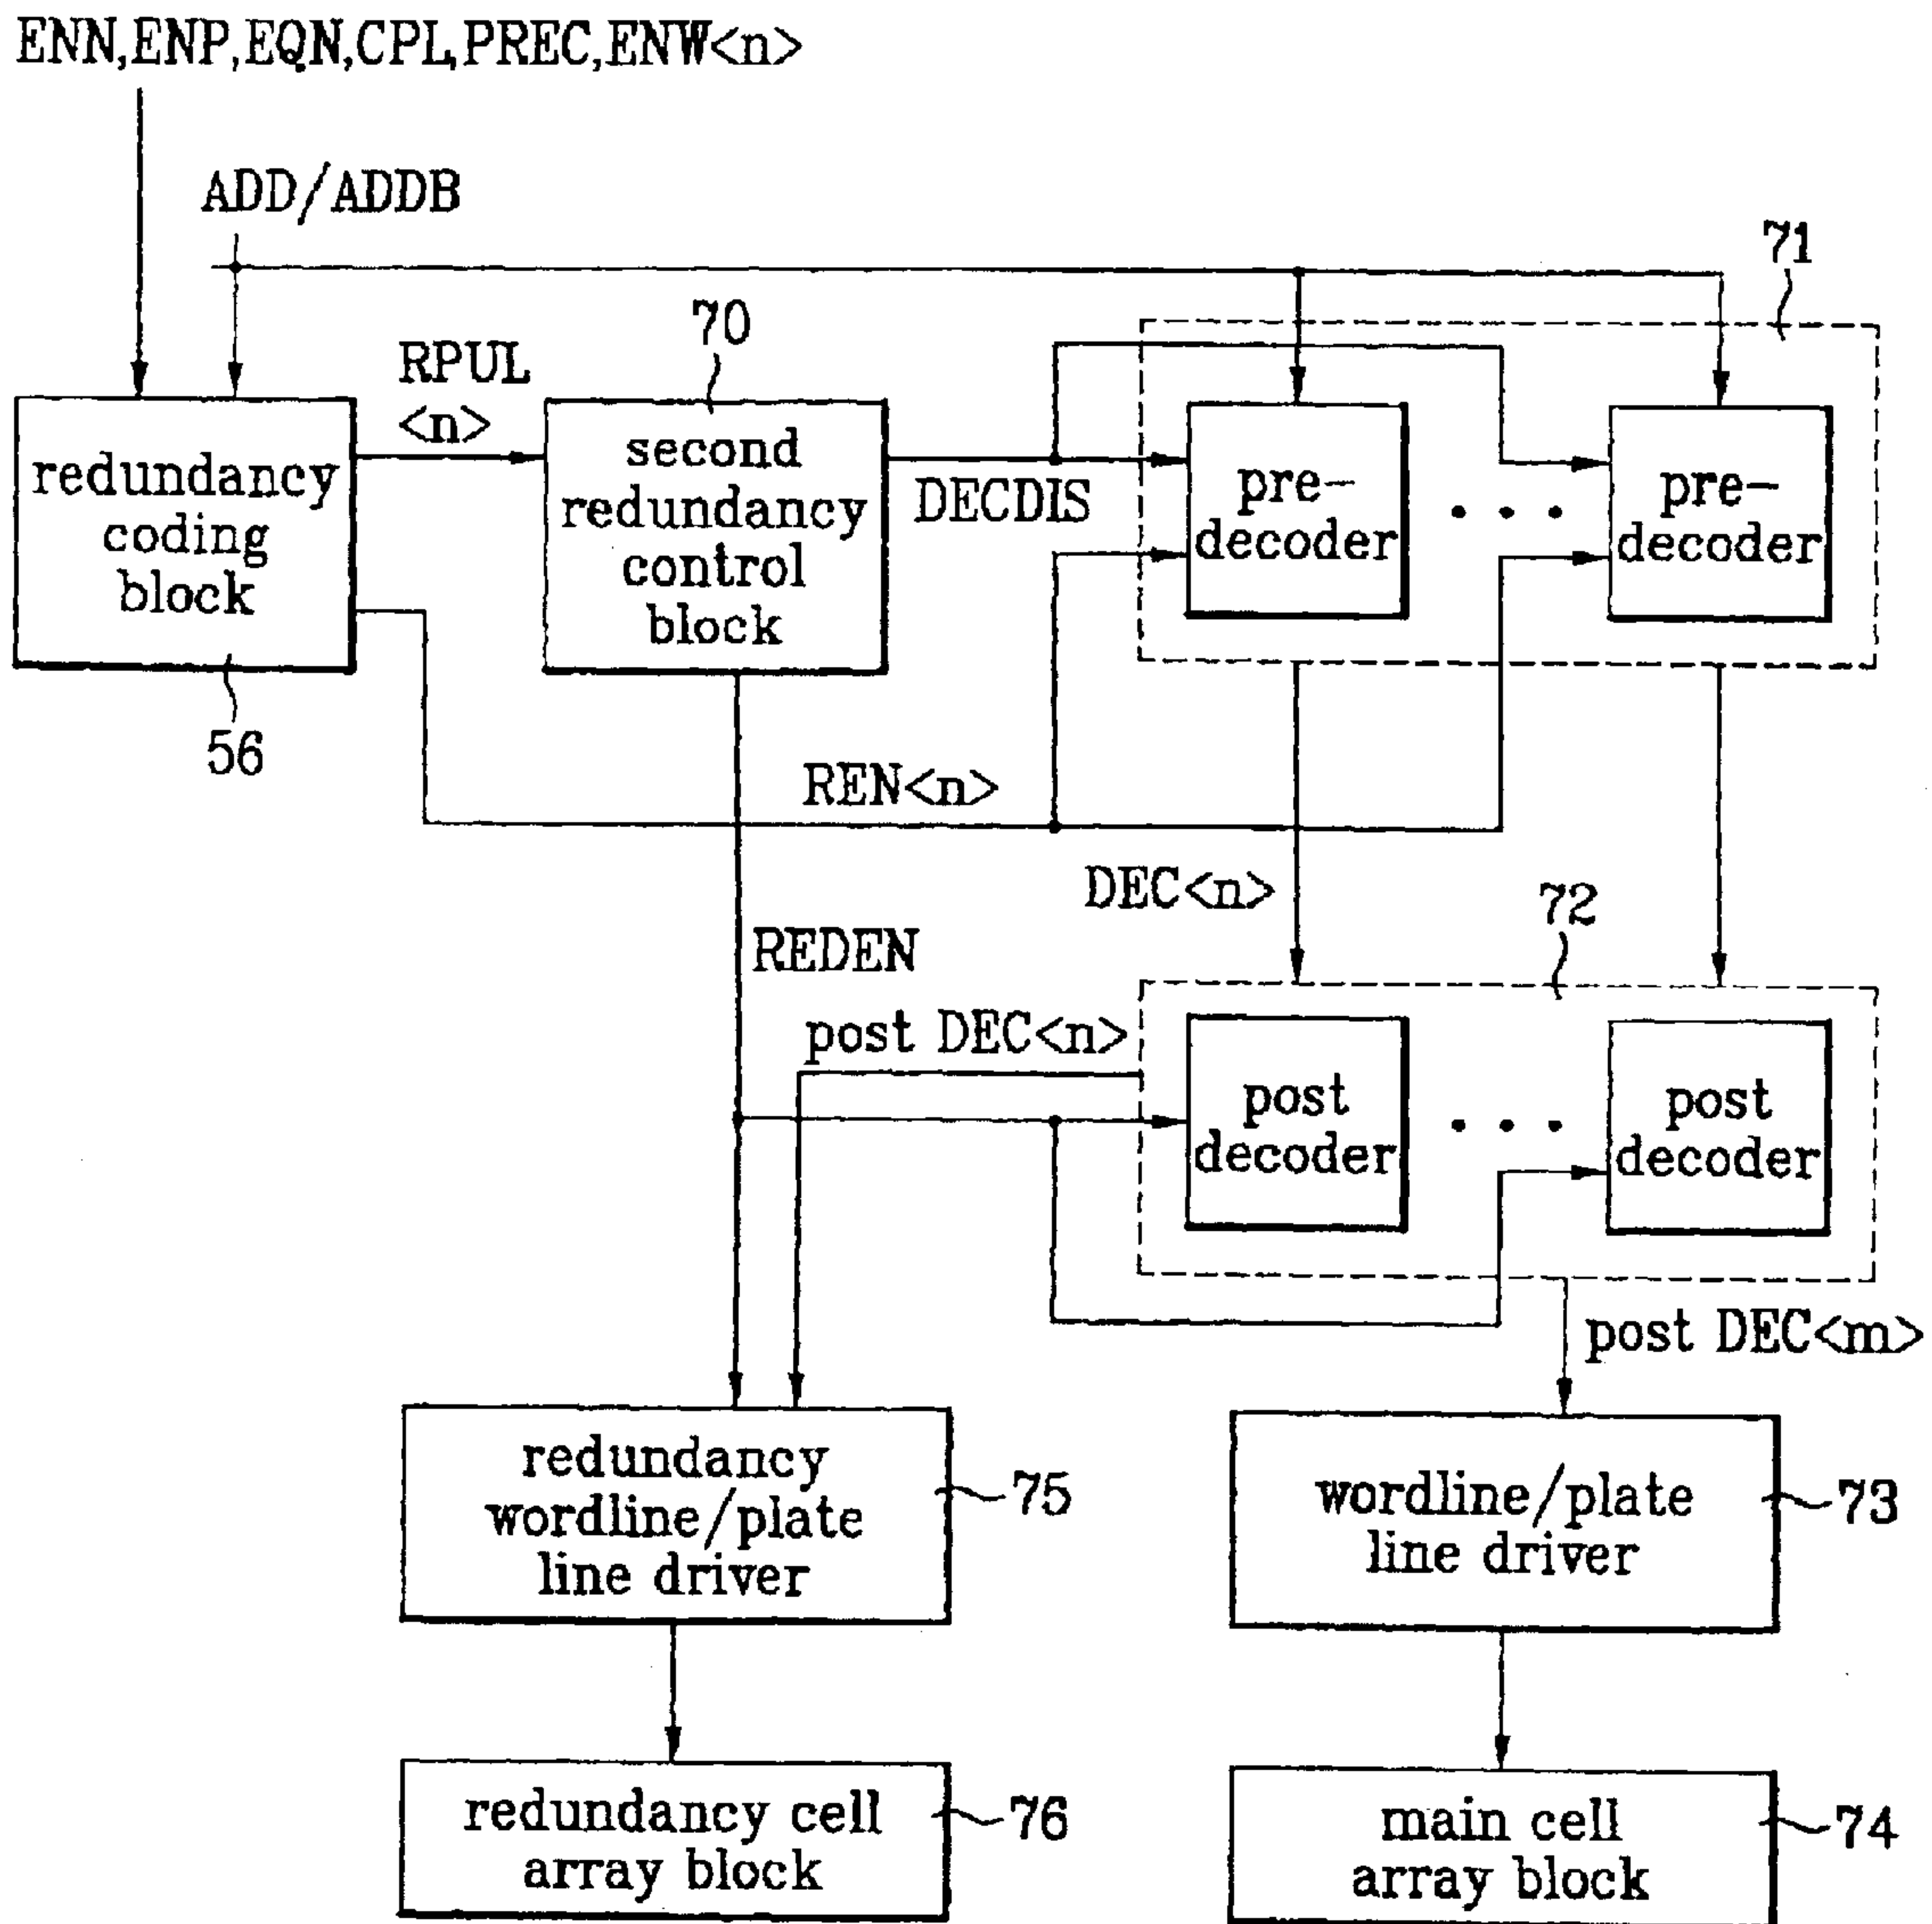 ENN,ENP,EQN,CPL,PREC,ENW<n>
ADD/ADDB
71
70
RPUL
<n>
redundancy
coding
block
second
redundancy
control
block
DECDIS
pre-
decoder
• • •
pre-
decoder
56
REN<n>
DEC<n>
72
REDEN
post DEC<n>
post
decoder
• • •
post
decoder
post DEC<m>
redundancy
wordline/plate
line driver
75
wordline/plate
line driver
73
redundancy cell
array block
76
main cell
array block
74